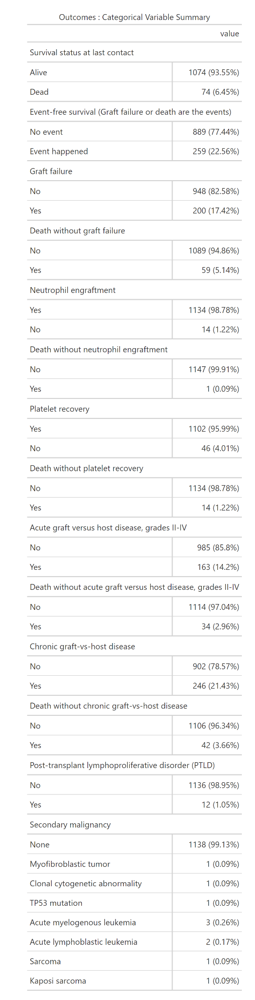 Outcomes : Categorical Variable Summary
value
Survival status at last contact
Alive 1074 (93.55%)
Dead 74 (6.45%)
Event-free survival (Graft failure or death are the events)
No event 889 (77.44%)
Event happened 259 (22.56%)
Graft failure
No 948 (82.58%)
Yes 200 (17.42%)
Death without graft failure
No 1089 (94.86%)
Yes 59 (5.14%)
Neutrophil engraftment
Yes 1134 (98.78%)
No 14 (1.22%)
Death without neutrophil engraftment
No 1147 (99.91%)
Yes 1 (0.09%)
Platelet recovery
Yes 1102 (95.99%)
No 46 (4.01%)
Death without platelet recovery
No 1134 (98.78%)
Yes 14 (1.22%)
Acute graft versus host disease, grades II-IV
No 985 (85.8%)
Yes 163 (14.2%)
Death without acute graft versus host disease, grades II-IV
No 1114 (97.04%)
Yes 34 (2.96%)
Chronic graft-vs-host disease
No 902 (78.57%)
Yes 246 (21.43%)
Death without chronic graft-vs-host disease
No 1106 (96.34%)
Yes 42 (3.66%)
Post-transplant lymphoproliferative disorder (PTLD)
No 1136 (98.95%)
Yes 12 (1.05%)
Secondary malignancy
None 1138 (99.13%)
Myofibroblastic tumor 1 (0.09%)
Clonal cytogenetic abnormality 1 (0.09%)
TP53 mutation 1 (0.09%)
Acute myelogenous leukemia 3 (0.26%)
Acute lymphoblastic leukemia 2 (0.17%)
Sarcoma 1 (0.09%)
Kaposi sarcoma 1 (0.09%)